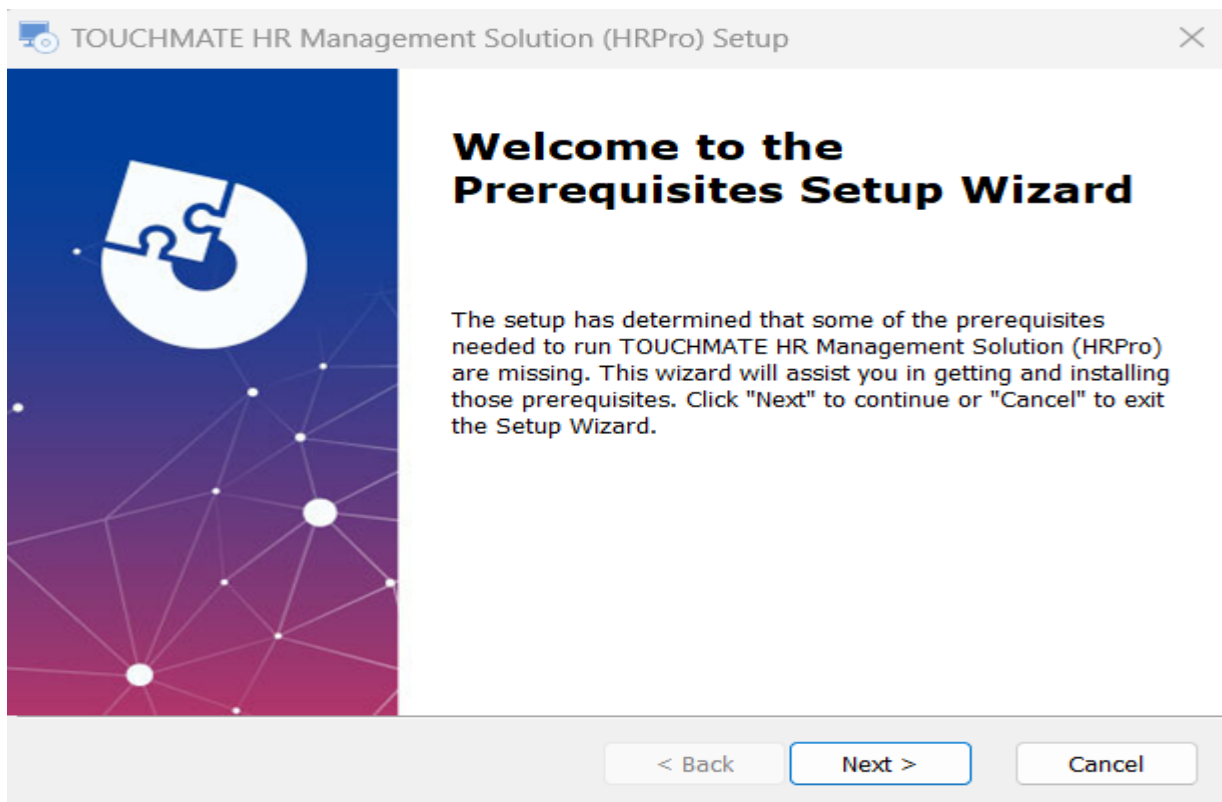 TOUCHMATE HR Management Solution (HRPro) Setup
Welcome to the
Prerequisites Setup Wizard
The setup has determined that some of the prerequisites
needed to run TOUCHMATE HR Management Solution (HRPro)
are missing. This wizard will assist you in getting and installing
those prerequisites. Click "Next" to continue or "Cancel" to exit
the Setup Wizard.
< Back
Next >
Cancel